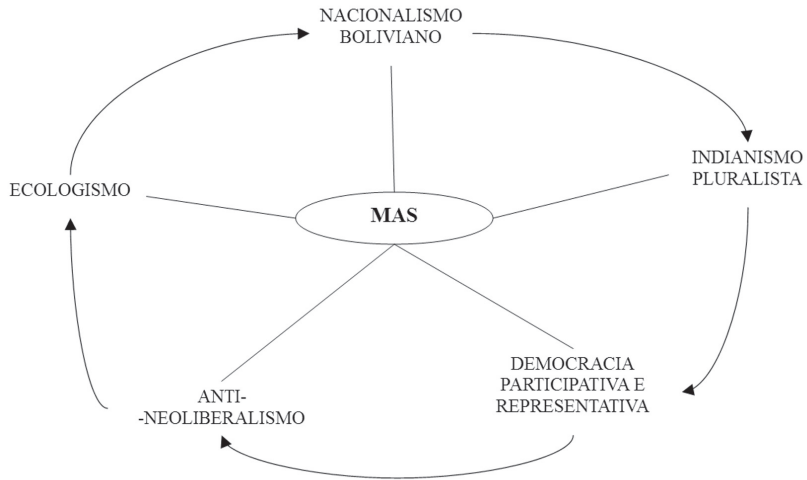 NACIONALISMO
BOLIVIANO
INDIANISMO
PLURALISTA
ECOLOGISMO
MAS
DEMOCRACIA
PARTICIPATIVA E
REPRESENTATIVA
ANTI-
-NEOLIBERALISMO